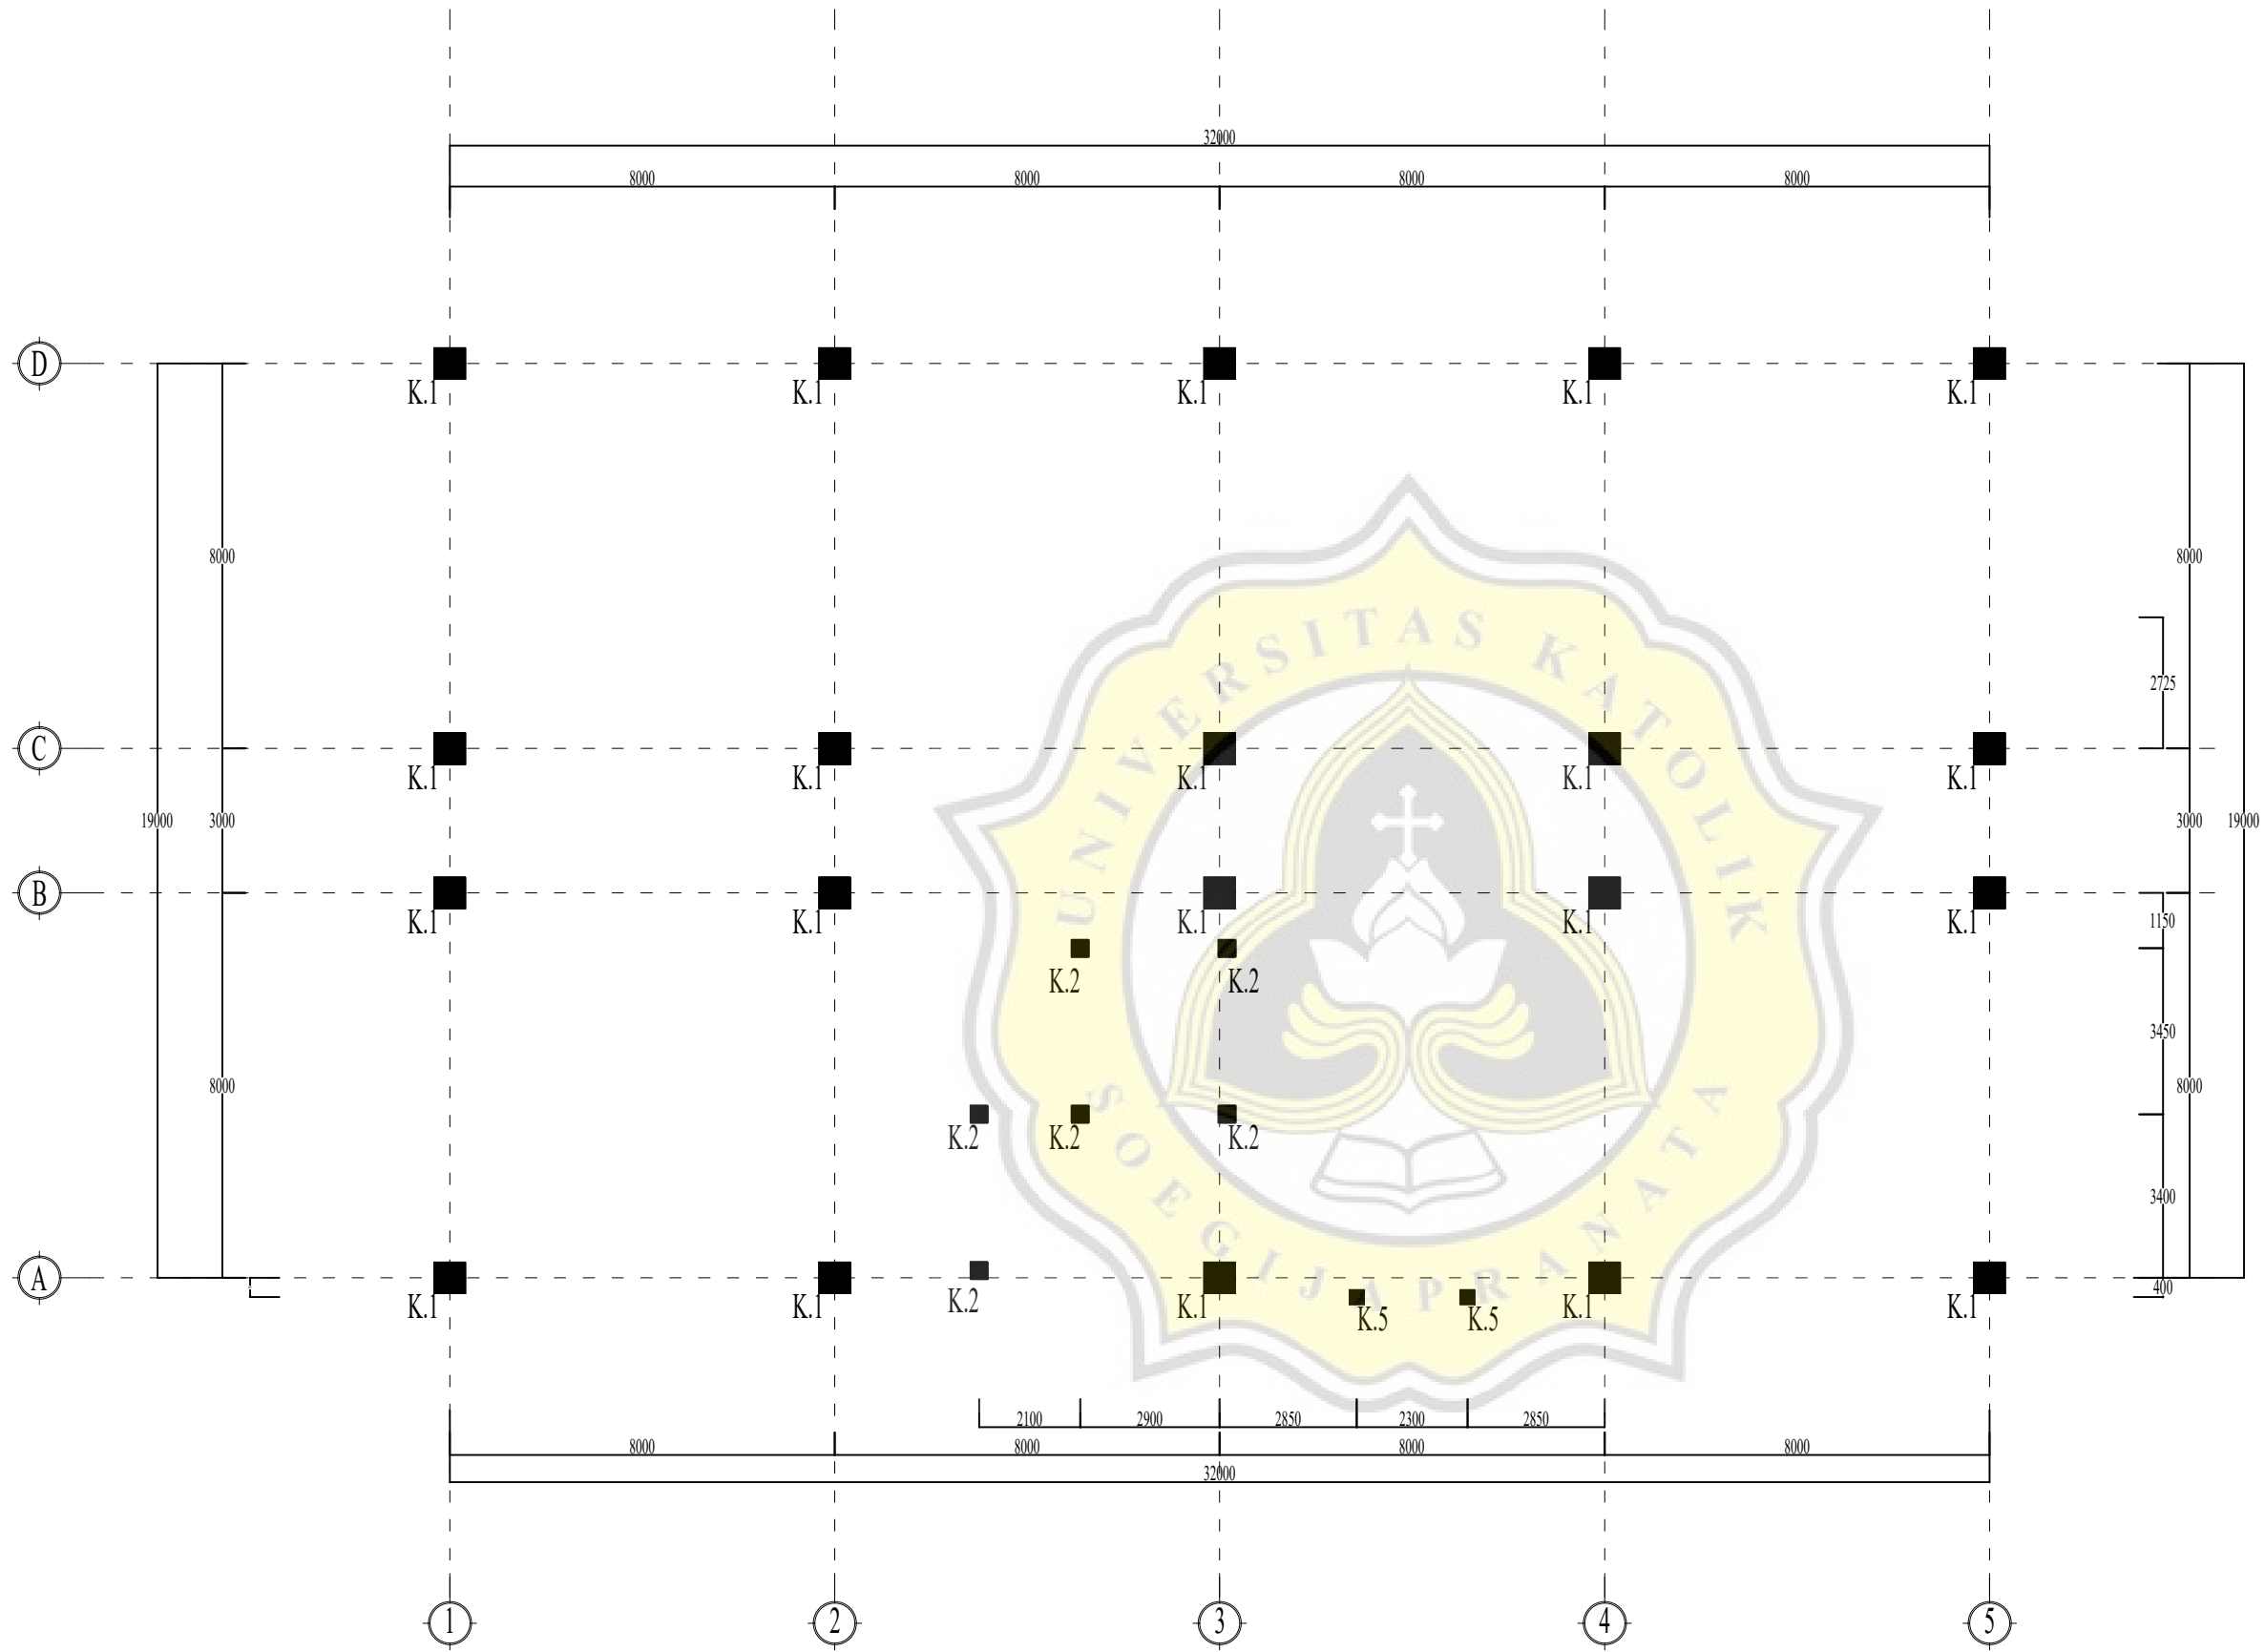 32000
8000 8000 8000 8000
D
K.1 K.1 K.1 K.1 K.1
8000 8000
UNIVERSITAS KATOLIK
2725
C
K.1 K.1 K.1 K.1 K.1
19000 3000 3000 19000
B
K.1 K.1 K.1 K.1 K.1
1150
K.2 K.2
3450
8000 8000
K.2 K.2 K.2
SOEGIJAPRANATA
3400
A
400
K.1 K.1 K.2 K.1 K.5 K.5 K.1 K.1
2100 2900 2850 2300 2850
8000 8000 8000 8000
32000
1 2 3 4 5